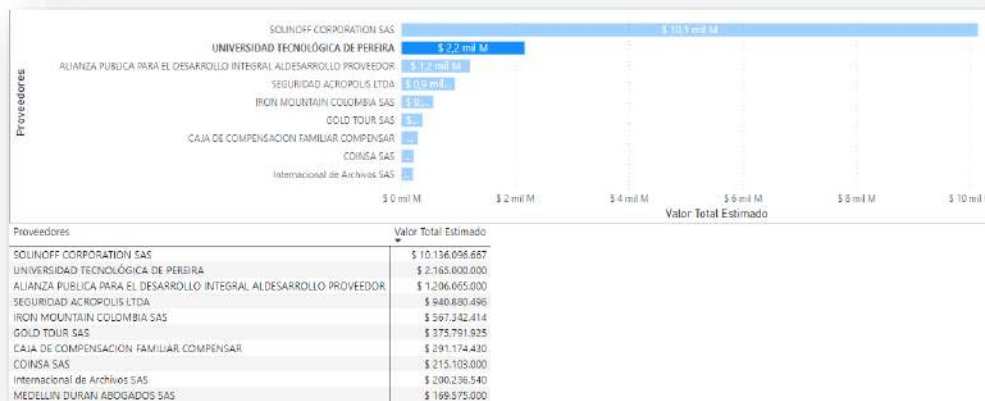 SOLINOFF CORPORATION SAS $ 10,1 mil M
UNIVERSIDAD TECNOLÓGICA DE PEREIRA $ 2,2 mil M
ALIANZA PUBLICA PARA EL DESARROLLO INTEGRAL ALDESARROLLO PROVEEDOR $ 1,2 mil M
SEGURIDAD ACROPOLIS LTDA $ 0,9 mil...
IRON MOUNTAIN COLOMBIA SAS $ 0...
GOLD TOUR SAS $...
CAJA DE COMPENSACION FAMILIAR COMPENSAR ...
COINSA SAS ...
Internacional de Archivos SAS ...
Proveedores
$ 0 mil M $ 2 mil M $ 4 mil M $ 6 mil M $ 8 mil M $ 10 mil
Valor Total Estimado
Proveedores Valor Total Estimado
SOLINOFF CORPORATION SAS $ 10.136.096.667
UNIVERSIDAD TECNOLÓGICA DE PEREIRA $ 2.165.000.000
ALIANZA PUBLICA PARA EL DESARROLLO INTEGRAL ALDESARROLLO PROVEEDOR $ 1.206.065.000
SEGURIDAD ACROPOLIS LTDA $ 940.880.496
IRON MOUNTAIN COLOMBIA SAS $ 567.342.414
GOLD TOUR SAS $ 375.791.925
CAJA DE COMPENSACION FAMILIAR COMPENSAR $ 291.174.430
COINSA SAS $ 215.103.000
Internacional de Archivos SAS $ 200.236.540
MEDELLIN DURAN ABOGADOS SAS $ 169.575.000